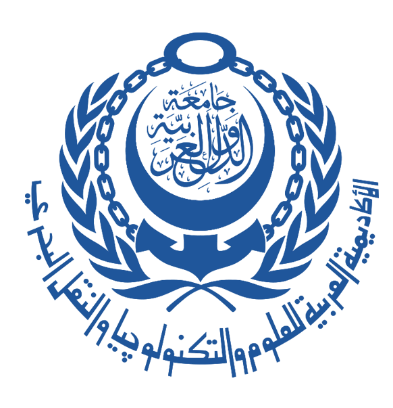 جامعة
الدول العربية
الأكاديمية العربية للعلوم والتكنولوجيا والنقل البحري